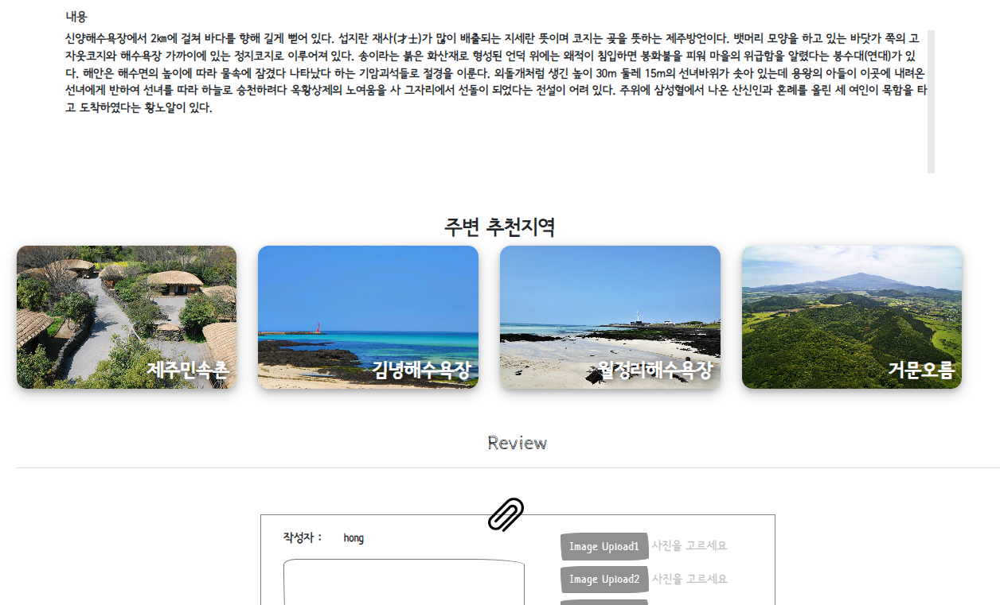 내용
신양해수욕장에서 2㎞에 걸쳐 바다를 향해 길게 뻗어 있다. 섭지란 재사(才士)가 많이 배출되는 지세란 뜻이며 코지는 곶을 뜻하는 제주방언이다. 뱃머리 모양을 하고 있는 바닷가 쪽의 고
자웃코지와 해수욕장 가까이에 있는 정지코지로 이루어져 있다. 송이라는 붉은 화산재로 형성된 언덕 위에는 왜적이 침입하면 봉화불을 피워 마을의 위급함을 알렸다는 봉수대(연대)가 있
다. 해안은 해수면의 높이에 따라 물속에 잠겼다 나타났다 하는 기암괴석들로 절경을 이룬다. 외돌개처럼 생긴 높이 30m 둘레 15m의 선녀바위가 솟아 있는데 용왕의 아들이 이곳에 내려온
선녀에게 반하여 선녀를 따라 하늘로 승천하려다 옥황상제의 노여움을 사 그자리에서 선돌이 되었다는 전설이 어려 있다. 주위에 삼성혈에서 나온 산신인과 혼례를 올린 세 여인이 목함을 타
고 도착하였다는 황노알이 있다.
주변 추천지역
제주민속촌
김녕해수욕장
월정리해수욕장
거문오름
Review
작성자 : hong
Image Upload1 사진을 고르세요
Image Upload2 사진을 고르세요